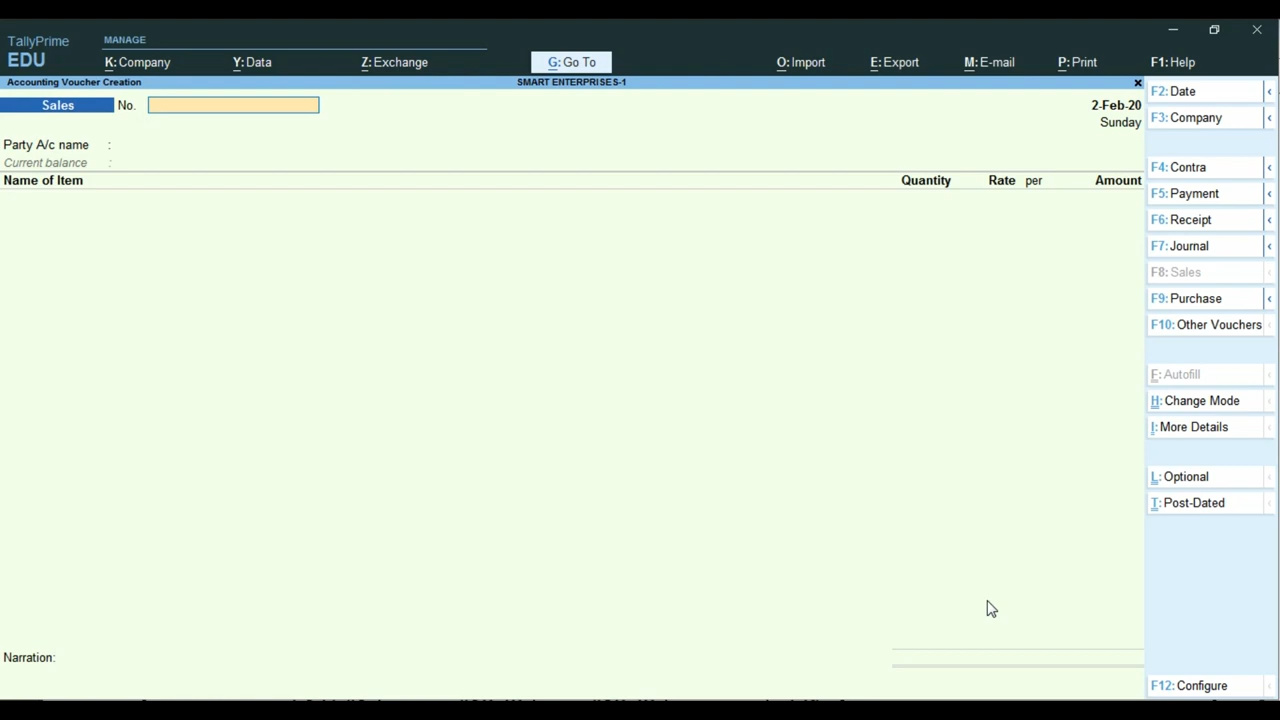 TallyPrime
EDU
MANAGE
K: Company
Y: Data
Z: Exchange
G: Go To
O: Import
E: Export
M: E-mail
P: Print
F1: Help
Accounting Voucher Creation
SMART ENTERPRISES-1
×
Sales
No.
2-Feb-20
Sunday
Party A/c name :
Current balance :
Name of Item
Quantity
Rate
per
Amount
Narration:
F2: Date
F3: Company
F4: Contra
F5: Payment
F6: Receipt
F7: Journal
F8: Sales
F9: Purchase
F10: Other Vouchers
F: Autofill
H: Change Mode
I: More Details
L: Optional
T: Post-Dated
F12: Configure